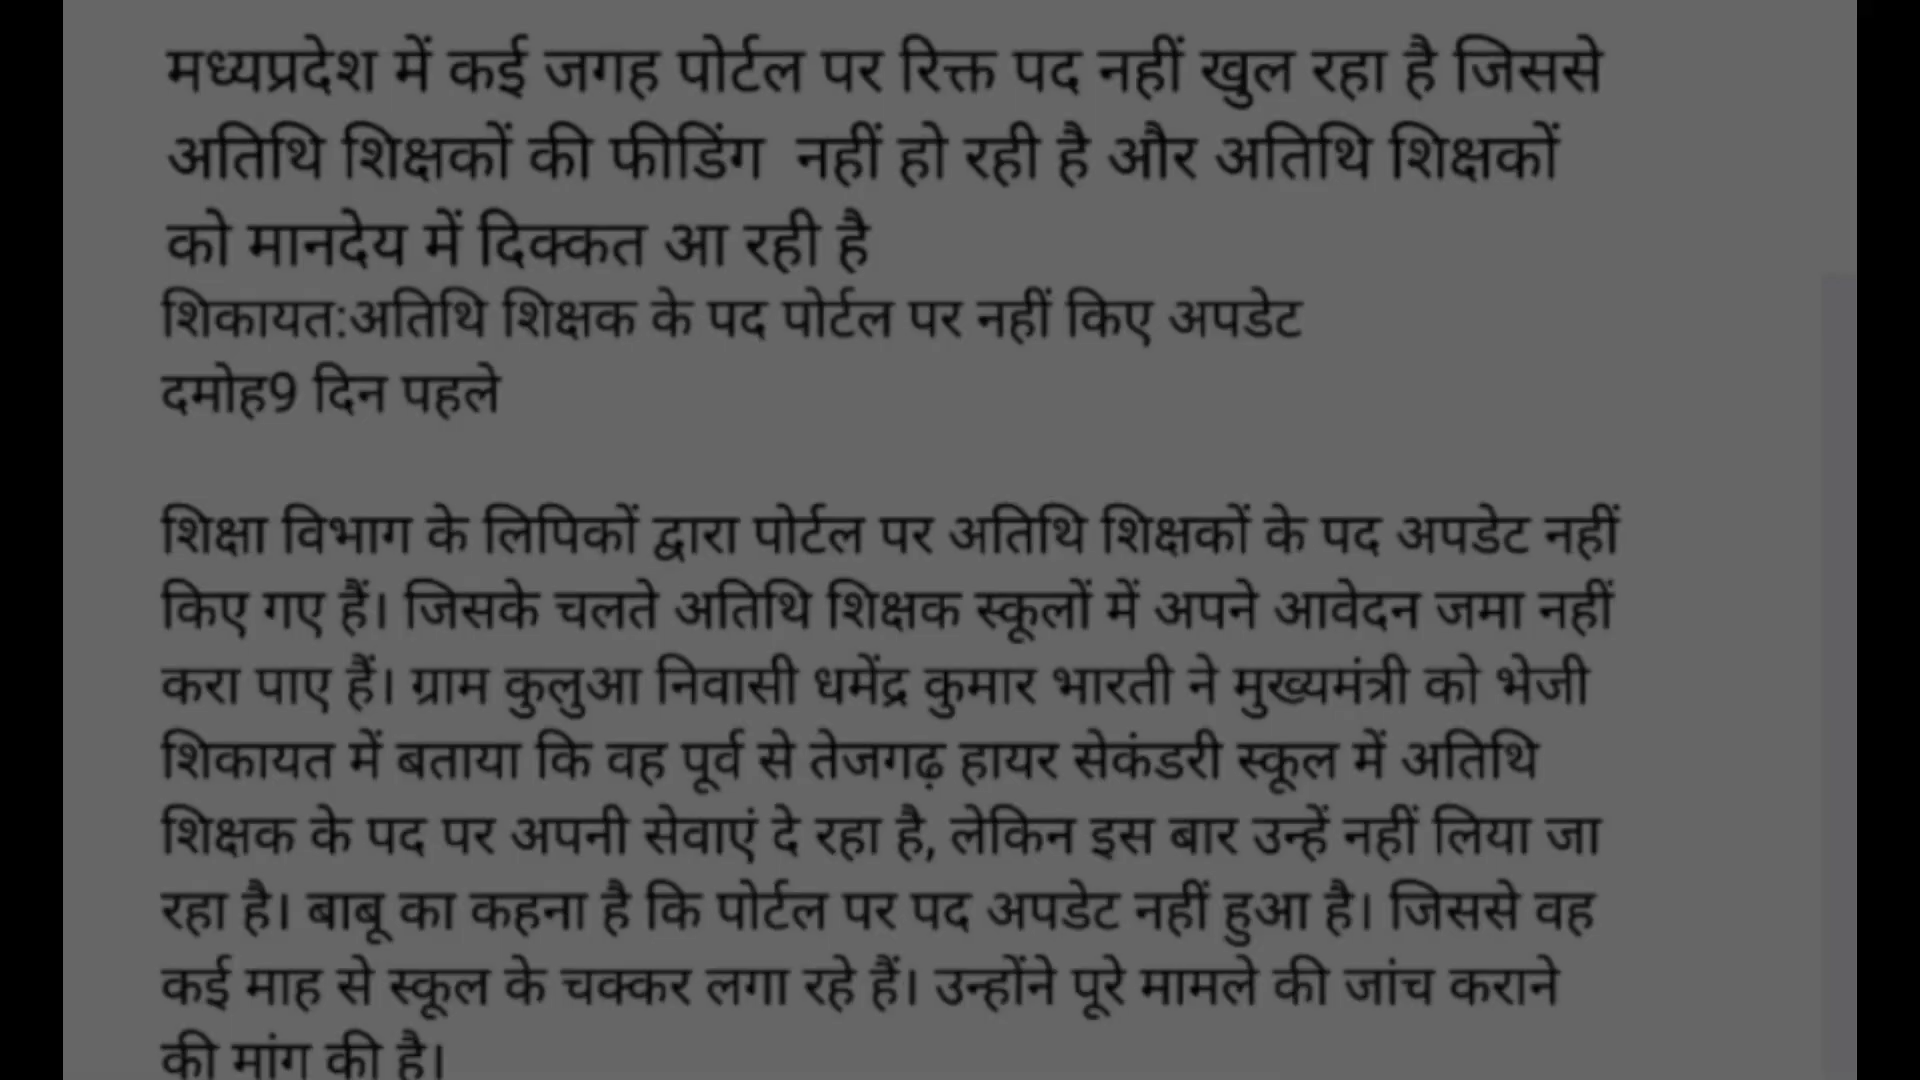 मध्यप्रदेश में कई जगह पोर्टल पर रिक्त पद नहीं खुल रहा है जिससे
अतिथि शिक्षकों की फीडिंग नहीं हो रही है और अतिथि शिक्षकों
को मानदेय में दिक्कत आ रही है
शिकायत:अतिथि शिक्षक के पद पोर्टल पर नहीं किए अपडेट
दमोह9 दिन पहले
शिक्षा विभाग के लिपिकों द्वारा पोर्टल पर अतिथि शिक्षकों के पद अपडेट नहीं
किए गए हैं। जिसके चलते अतिथि शिक्षक स्कूलों में अपने आवेदन जमा नहीं
करा पाए हैं। ग्राम कुलुआ निवासी धमेंद्र कुमार भारती ने मुख्यमंत्री को भेजी
शिकायत में बताया कि वह पूर्व से तेजगढ़ हायर सेकंडरी स्कूल में अतिथि
शिक्षक के पद पर अपनी सेवाएं दे रहा है, लेकिन इस बार उन्हें नहीं लिया जा
रहा है। बाबू का कहना है कि पोर्टल पर पद अपडेट नहीं हुआ है। जिससे वह
कई माह से स्कूल के चक्कर लगा रहे हैं। उन्होंने पूरे मामले की जांच कराने
की मांग की है।